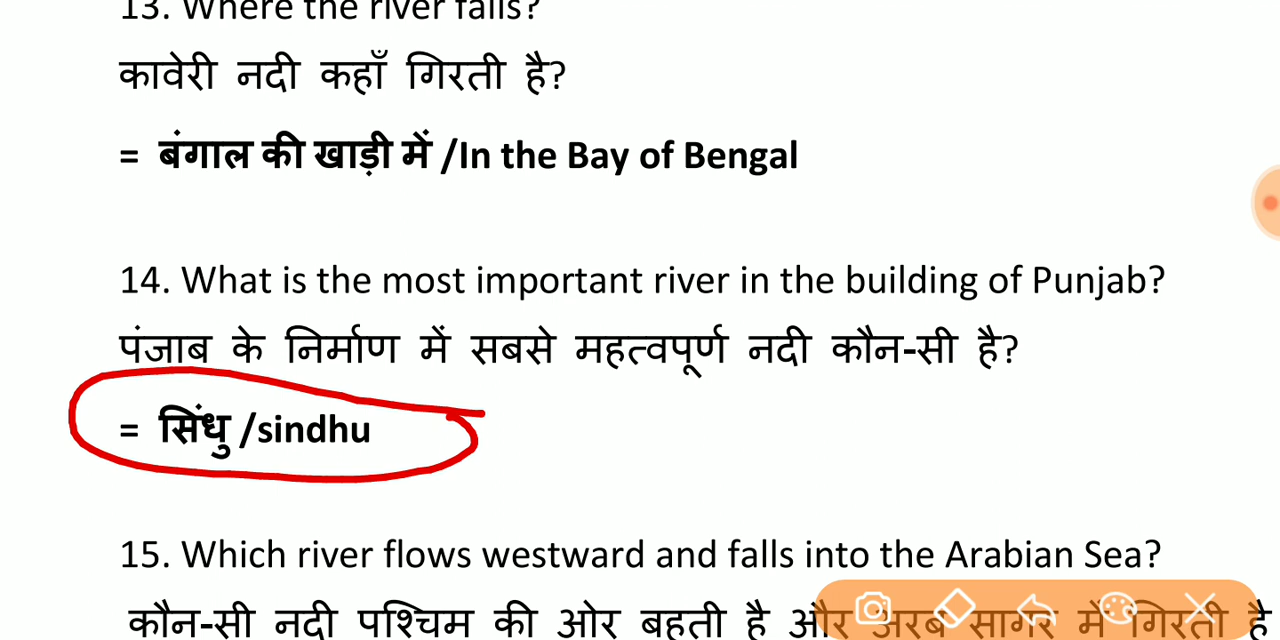 13. Where the river falls?
कावेरी नदी कहाँ गिरती है?
= बंगाल की खाड़ी में /In the Bay of Bengal
14. What is the most important river in the building of Punjab?
पंजाब के निर्माण में सबसे महत्वपूर्ण नदी कौन-सी है?
= सिंधु /sindhu
15. Which river flows westward and falls into the Arabian Sea?
कौन-सी नदी पश्चिम की ओर बहती है और अरब सागर में गिरती है